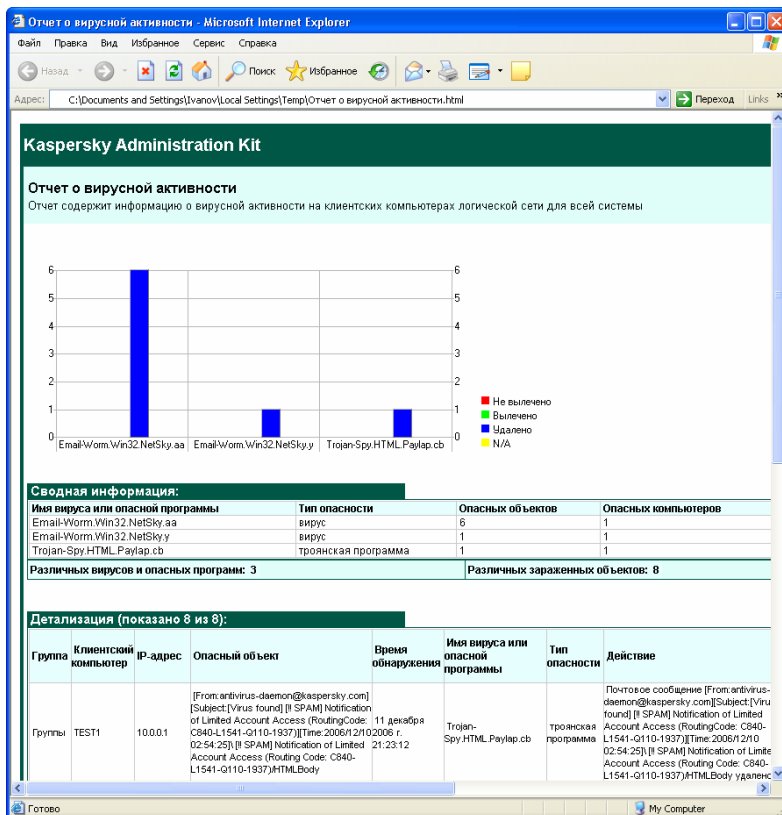 Отчет о вирусной активности - Microsoft Internet Explorer
Файл Правка Вид Избранное Сервис Справка
Назад Поиск Избранное
Адрес: C:\Documents and Settings\Ivanov\Local Settings\Temp\Отчет о вирусной активности.html Переход Links »
Kaspersky Administration Kit
Отчет о вирусной активности
Отчет содержит информацию о вирусной активности на клиентских компьютерах логической сети для всей системы
6 6
5 5
4 4
3 3
2 2
1 1
0 0
Email-Worm.Win32.NetSky.aa Email-Worm.Win32.NetSky.y Trojan-Spy.HTML.Paylap.cb
Не вылечено
Вылечено
Удалено
N/A
Сводная информация:
Имя вируса или опасной программы Тип опасности Опасных объектов Опасных компьютеров
Email-Worm.Win32.NetSky.aa вирус 6 1
Email-Worm.Win32.NetSky.y вирус 1 1
Trojan-Spy.HTML.Paylap.cb троянская программа 1 1
Различных вирусов и опасных программ: 3 Различных зараженных объектов: 8
Детализация (показано 8 из 8):
Группа
Клиентский
компьютер
IP-адрес
Опасный объект
Время
обнаружения
Имя вируса или
опасной
программы
Тип
опасности
Действие
Группы
TEST1
10.0.0.1
[From:antivirus-daemon@kaspersky.com]
[Subject:[Virus found] [!! SPAM] Notification
of Limited Account Access (RoutingCode:
C840-L1541-Q110-1937)][Time:2006/12/10
02:54:25]\[!! SPAM] Notification of Limited
Account Access (Routing Code: C840-
L1541-Q110-1937)/HTMLBody
11 декабря
2006 г.
21:23:12
Trojan-
Spy.HTML.Paylap.cb
троянская
программа
Почтовое сообщение [From:antivirus-
daemon@kaspersky.com][Subject:[Viru
found] [!! SPAM] Notification of Limited
Account Access (RoutingCode: C840-
L1541-Q110-1937)][Time:2006/12/10
02:54:25]\[!! SPAM] Notification of Limite
Account Access (Routing Code: C840-
L1541-Q110-1937)/HTMLBody удалено
Готово My Computer